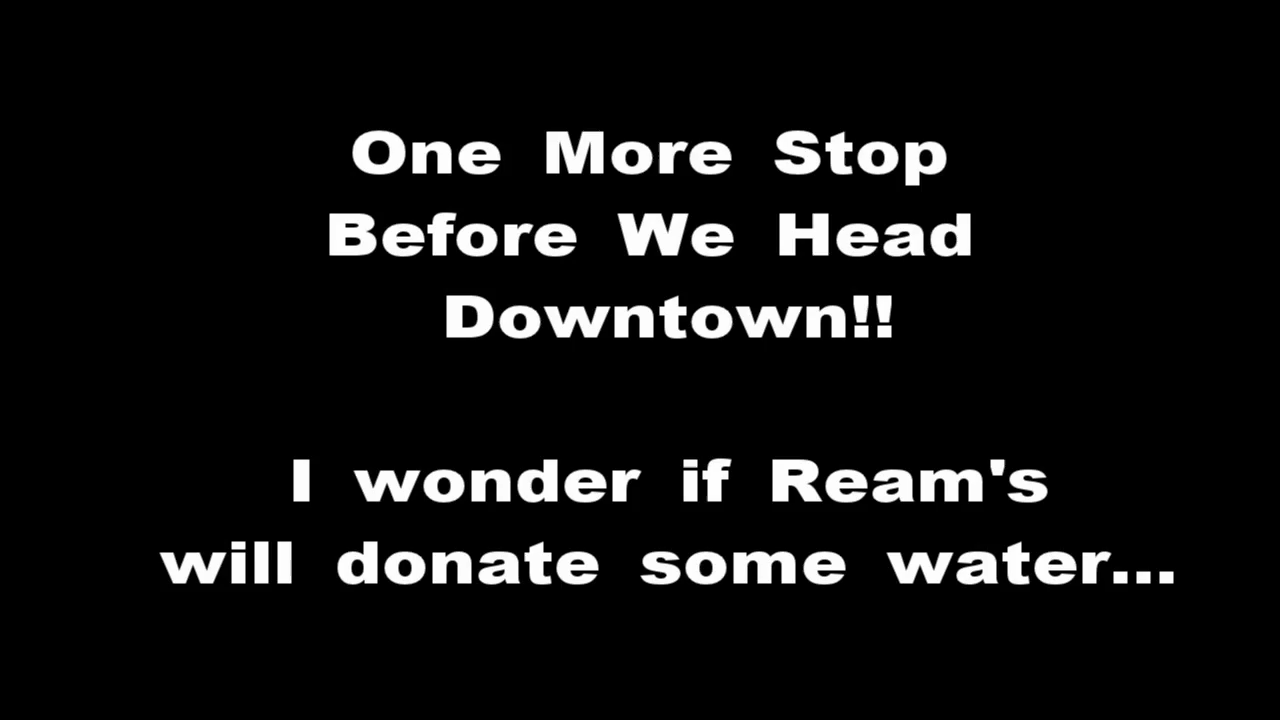 One More Stop
Before We Head
Downtown!!
I wonder if Ream's
will donate some water...